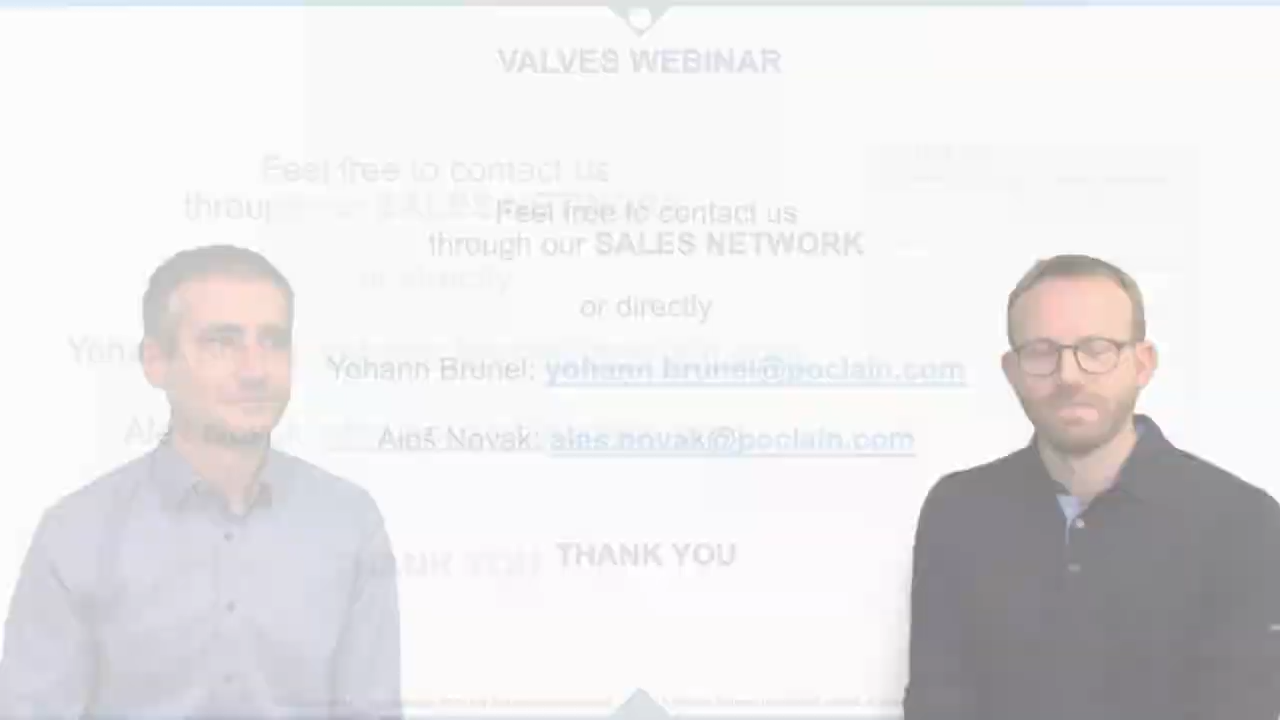 VALVES WEBINAR
Feel free to contact us
through our SALES NETWORK
or directly
Yohann Brunel: yohann.brunel@poclain.com
Aleš Novak: ales.novak@poclain.com
THANK YOU